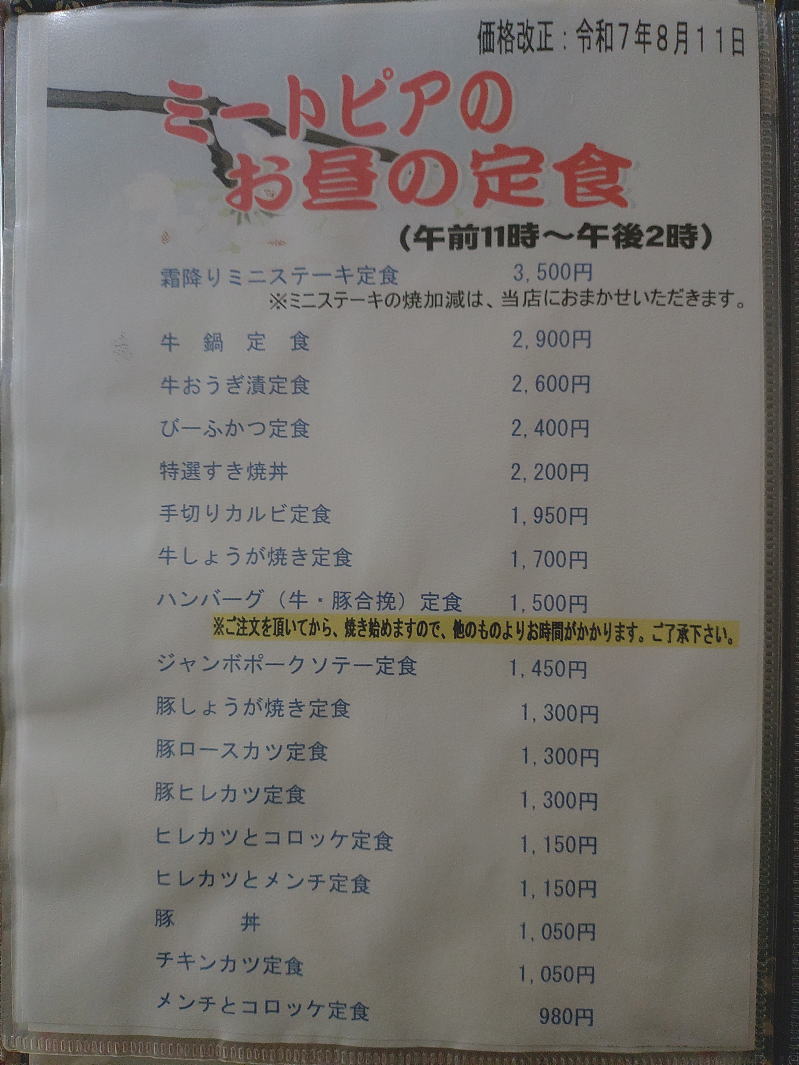 価格改正：令和7年8月11日
ミートピアの
お昼の定食
（午前11時～午後2時）
霜降りミニステーキ定食 3,500円
※ミニステーキの焼加減は、当店におまかせいただきます。
牛鍋定食 2,900円
牛おうぎ漬定食 2,600円
びーふかつ定食 2,400円
特選すき焼丼 2,200円
手切りカルビ定食 1,950円
牛しょうが焼き定食 1,700円
ハンバーグ（牛・豚合挽）定食 1,500円
※ご注文を頂いてから、焼き始めますので、他のものよりお時間がかかります。ご了承下さい。
ジャンボポークソテー定食 1,450円
豚しょうが焼き定食 1,300円
豚ロースカツ定食 1,300円
豚ヒレカツ定食 1,300円
ヒレカツとコロッケ定食 1,150円
ヒレカツとメンチ定食 1,150円
豚丼 1,050円
チキンカツ定食 1,050円
メンチとコロッケ定食 980円